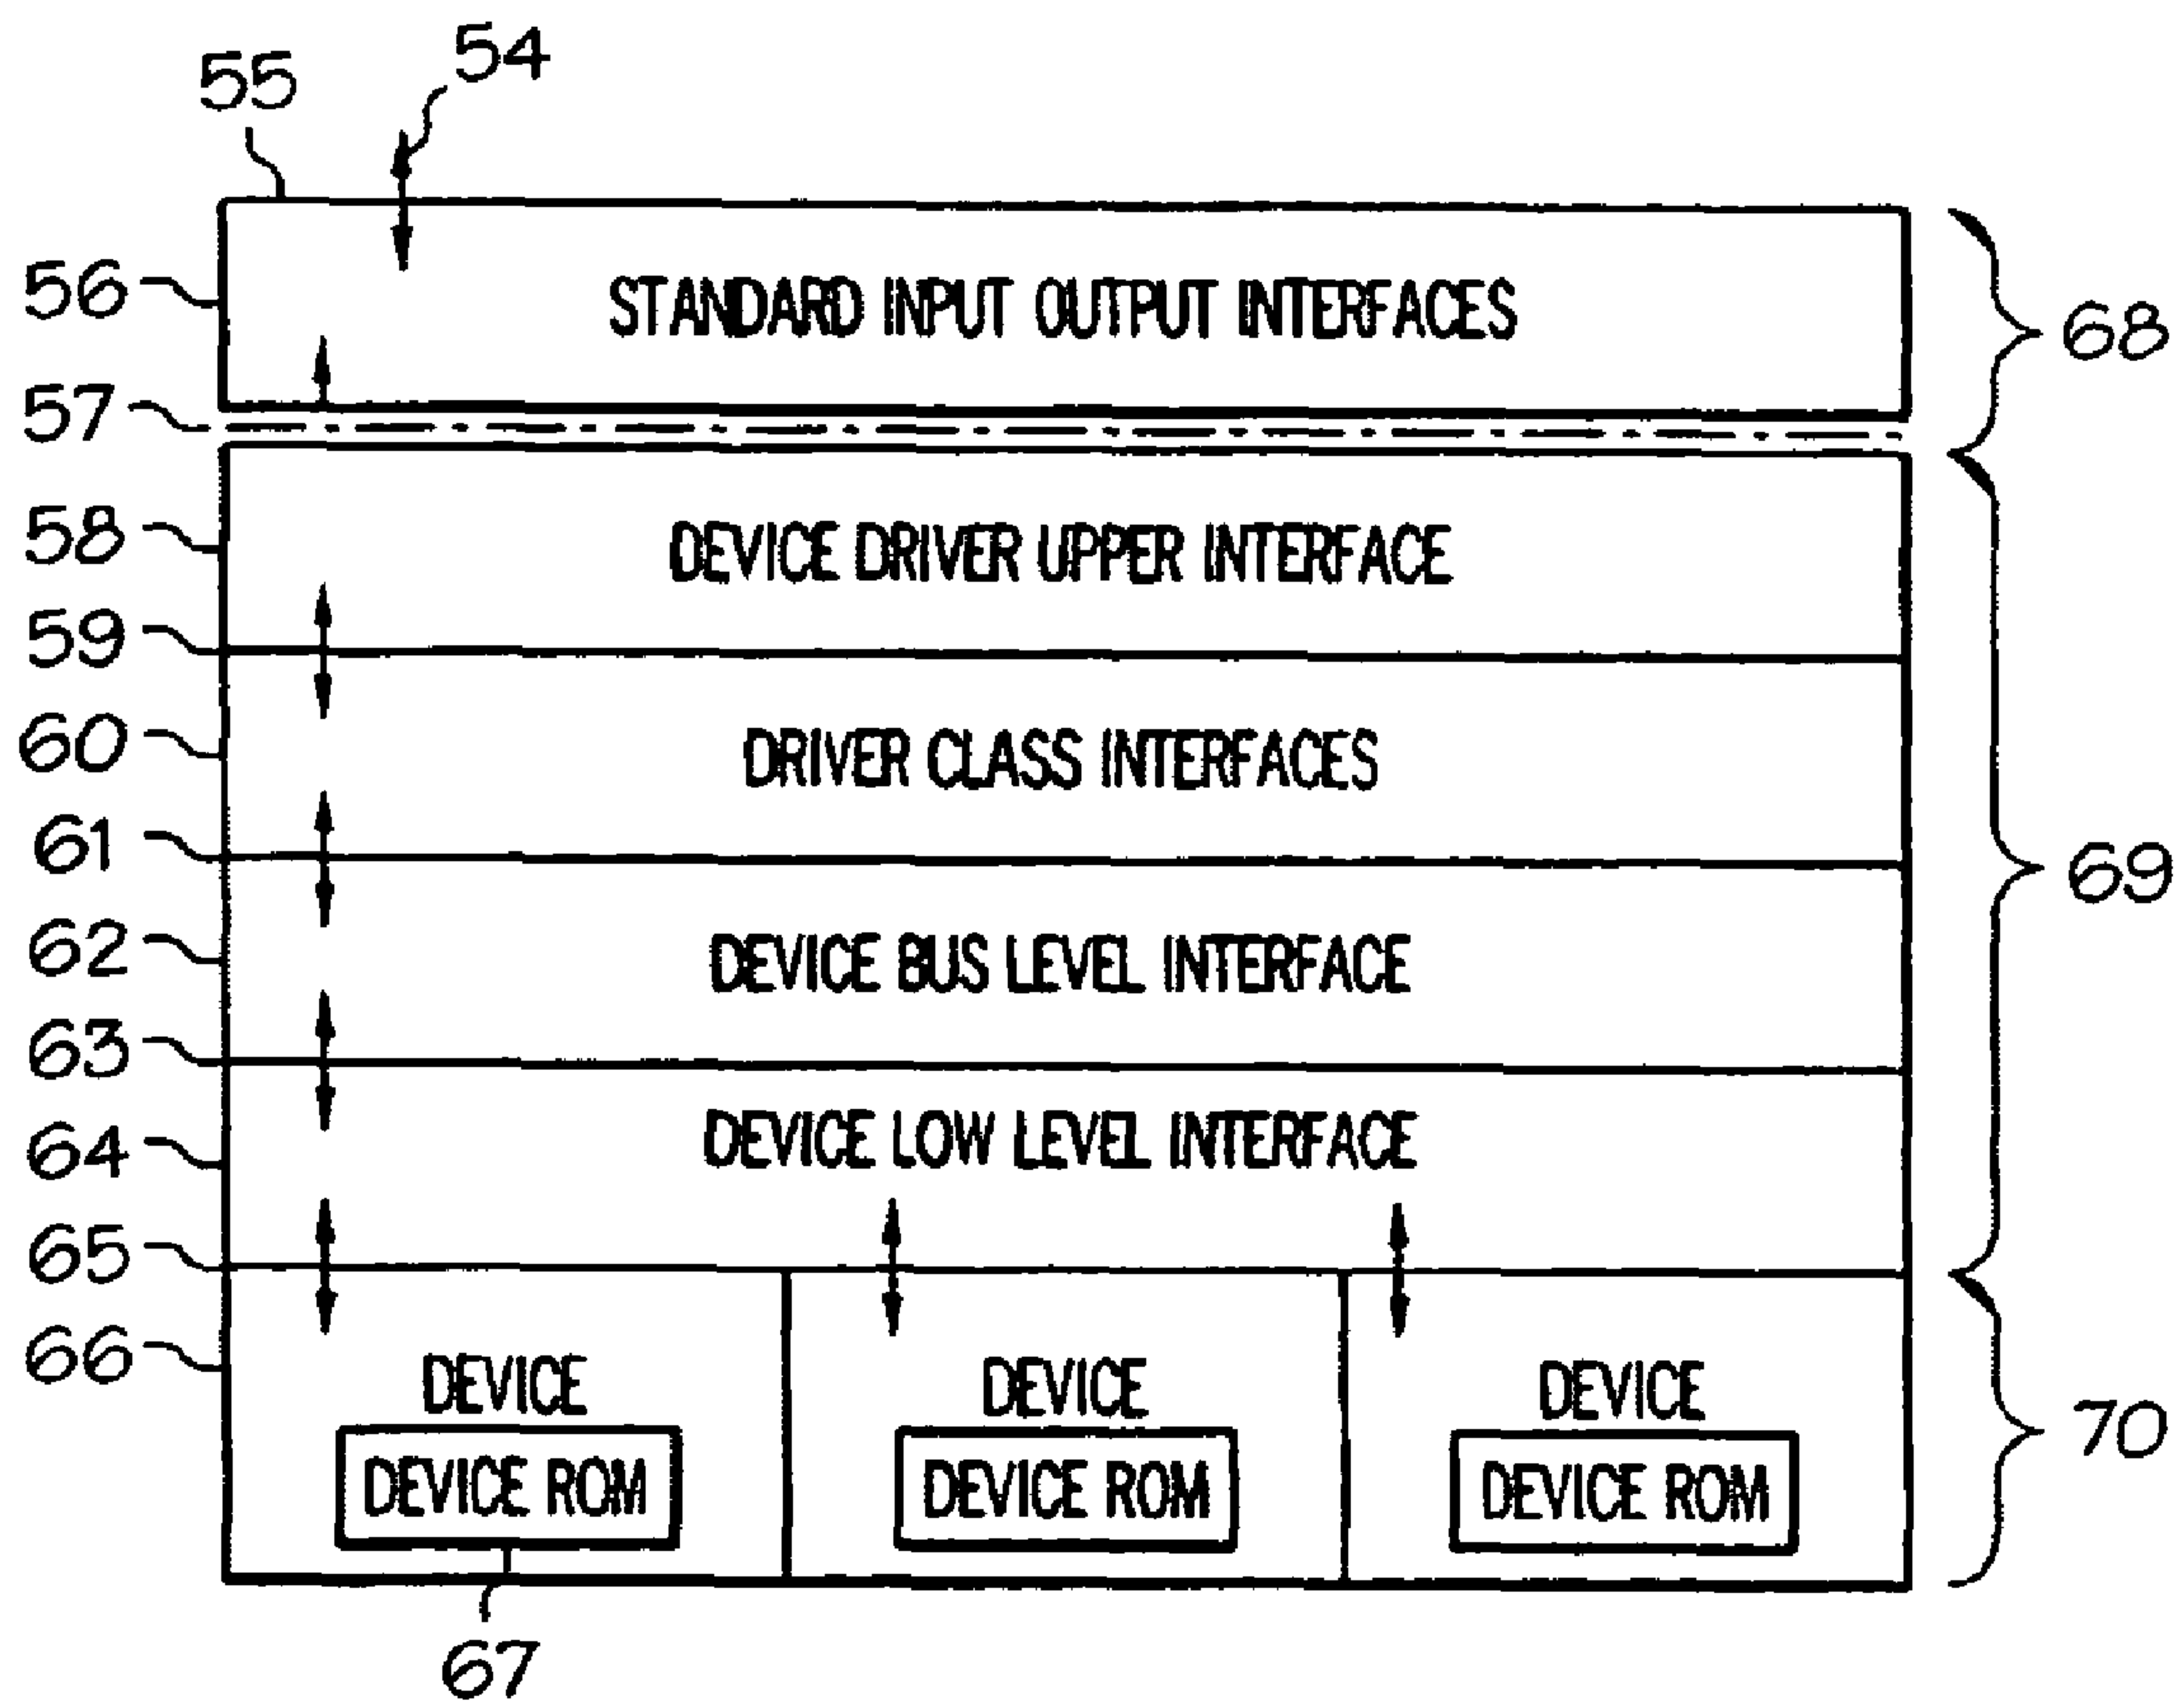 54
55
56
STANDARD INPUT OUTPUT INTERFACES
68
57
58
DEVICE DRIVER UPPER INTERFACE
59
60
DRIVER CLASS INTERFACES
61
69
62
DEVICE BUS LEVEL INTERFACE
63
64
DEVICE LOW LEVEL INTERFACE
65
66
DEVICE DEVICE DEVICE
70
DEVICE ROM DEVICE ROM DEVICE ROM
67